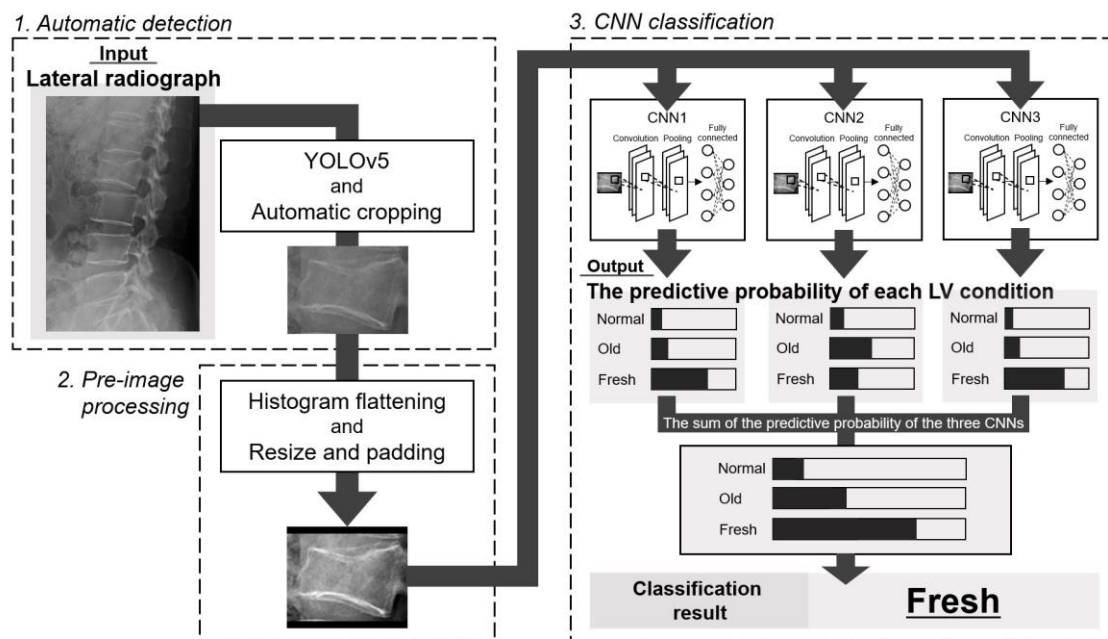 1. Automatic detection
Input
Lateral radiograph
YOLOv5
and
Automatic cropping
2. Pre-image
processing
Histogram flattening
and
Resize and padding
3. CNN classification
CNN1
Convolution Pooling Fully
connected
CNN2
Convolution Pooling Fully
connected
CNN3
Convolution Pooling Fully
connected
Output
The predictive probability of each LV condition
Normal
Old
Fresh
Normal
Old
Fresh
Normal
Old
Fresh
The sum of the predictive probability of the three CNNs
Normal
Old
Fresh
Classification
result
Fresh